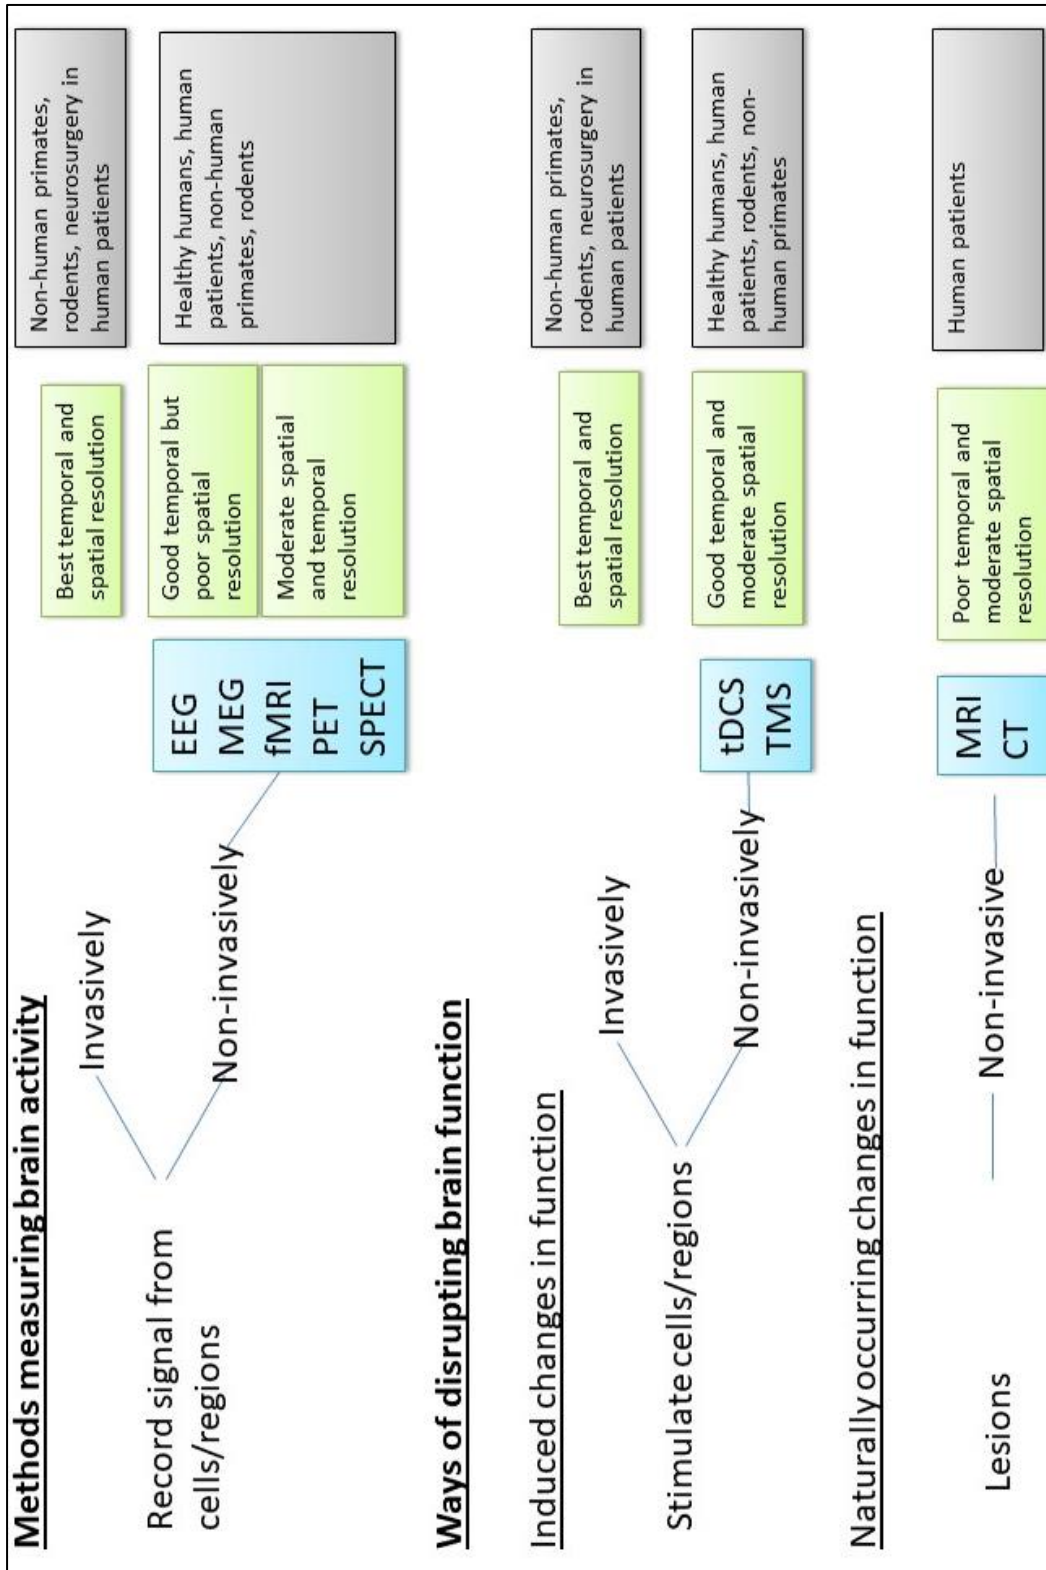 Methods measuring brain activity
Record signal from
cells/regions
Invasively
Best temporal and
spatial resolution
Non-human primates,
rodents, neurosurgery in
human patients
Non-invasively
EEG
MEG
fMRI
PET
SPECT
Good temporal but
poor spatial
resolution
Moderate spatial
and temporal
resolution
Healthy humans, human
patients, non-human
primates, rodents
Ways of disrupting brain function
Induced changes in function
Stimulate cells/regions
Invasively
Best temporal and
spatial resolution
Non-human primates,
rodents, neurosurgery in
human patients
Non-invasively
tDCS
TMS
Good temporal and
moderate spatial
resolution
Healthy humans, human
patients, rodents, non-
human primates
Naturally occurring changes in function
Lesions
Non-invasive
MRI
CT
Poor temporal and
moderate spatial
resolution
Human patients